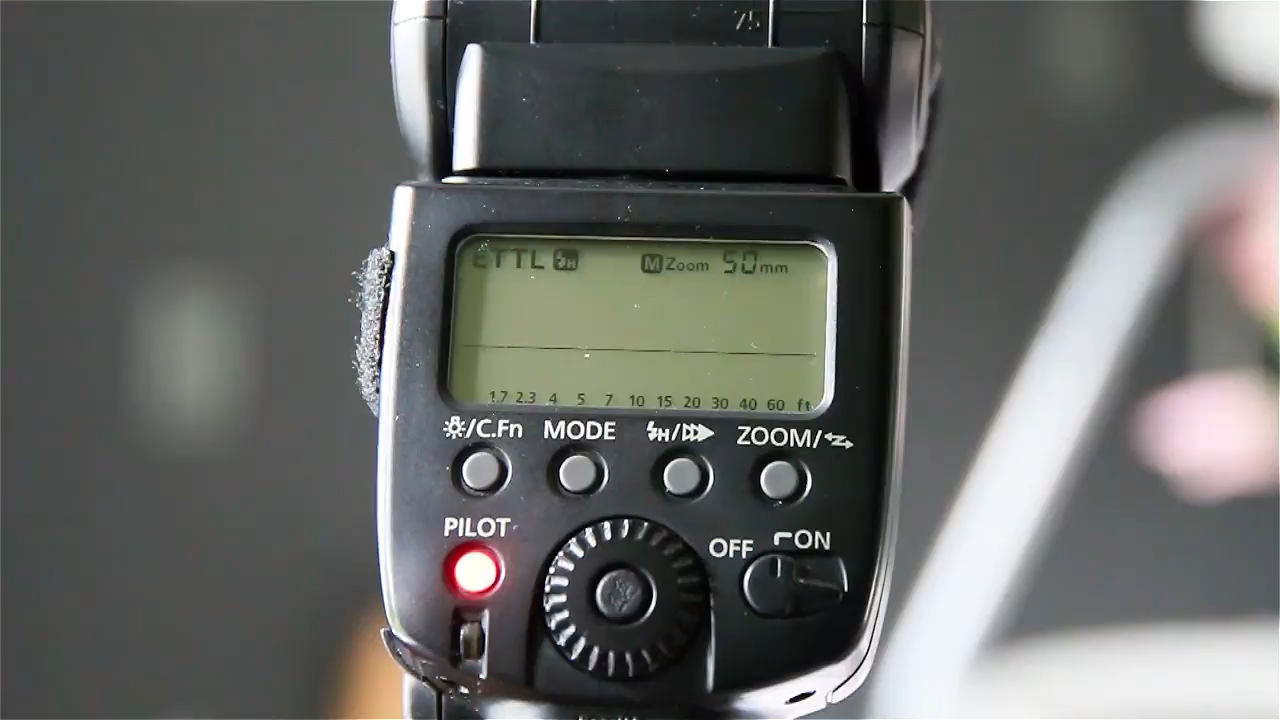 75
ETTL H M Zoom 50mm
1.7 2.3 4 5 7 10 15 20 30 40 60 ft
/C.Fn MODE H/ ZOOM/
PILOT
OFF ON